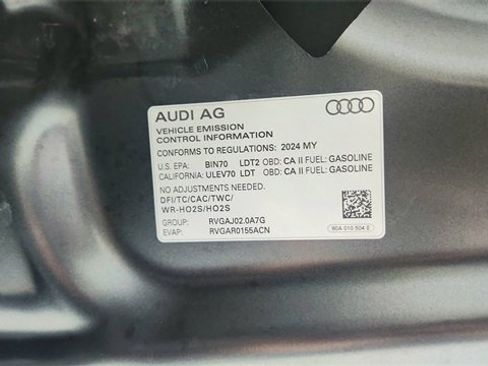 AUDI AG
VEHICLE EMISSION
CONTROL INFORMATION
CONFORMS TO REGULATIONS: 2024 MY
U.S. EPA: BIN70 LDT2 OBD: CA II FUEL: GASOLINE
CALIFORNIA: ULEV70 LDT OBD: CA II FUEL: GASOLINE
NO ADJUSTMENTS NEEDED.
DFI/TC/CAC/TWC/
WR-HO2S/HO2S
GROUP: RVGAJ02.0A7G
EVAP: RVGAR0155ACN
80A 010 504 E